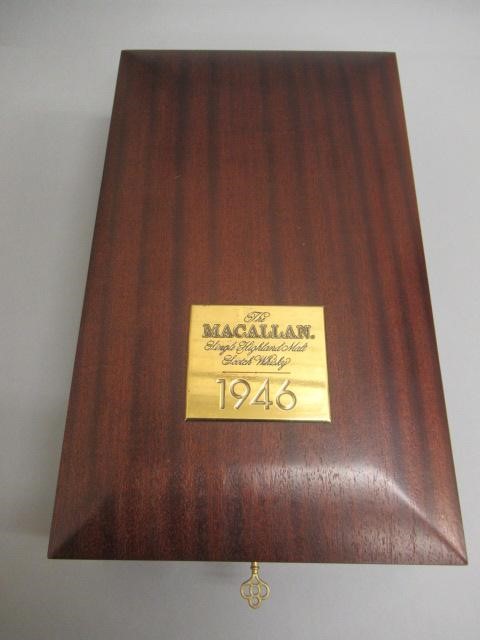 The
MACALLAN.
Single Highland Malt
Scotch Whisky
1946